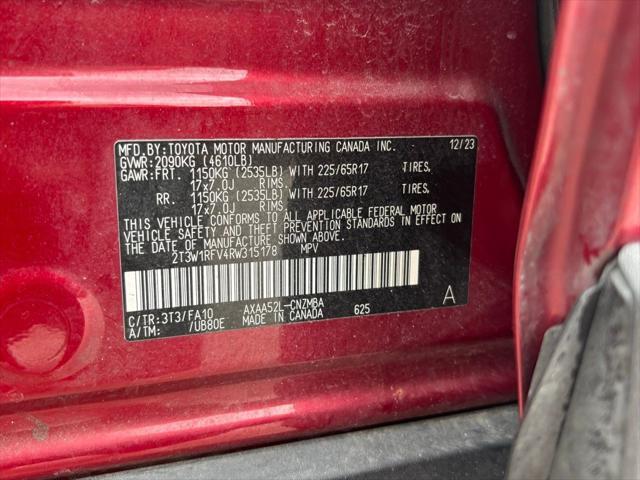 MFD.BY:TOYOTA MOTOR MANUFACTURING CANADA INC. 12/23
GVWR:2090KG (4610LB)
GAWR:FRT. 1150KG (2535LB) WITH 225/65R17 TIRES,
17x7.0J RIMS.
RR. 1150KG (2535LB) WITH 225/65R17 TIRES,
17x7.0J RIMS.
THIS VEHICLE CONFORMS TO ALL APPLICABLE FEDERAL MOTOR
VEHICLE SAFETY AND THEFT PREVENTION STANDARDS IN EFFECT ON
THE DATE OF MANUFACTURE SHOWN ABOVE.
2T3W1RFV4RW315178 MPV
C/TR:3T3/FA10 AXAA52L-CNZMBA 625 A
A/TM: /UB80E MADE IN CANADA